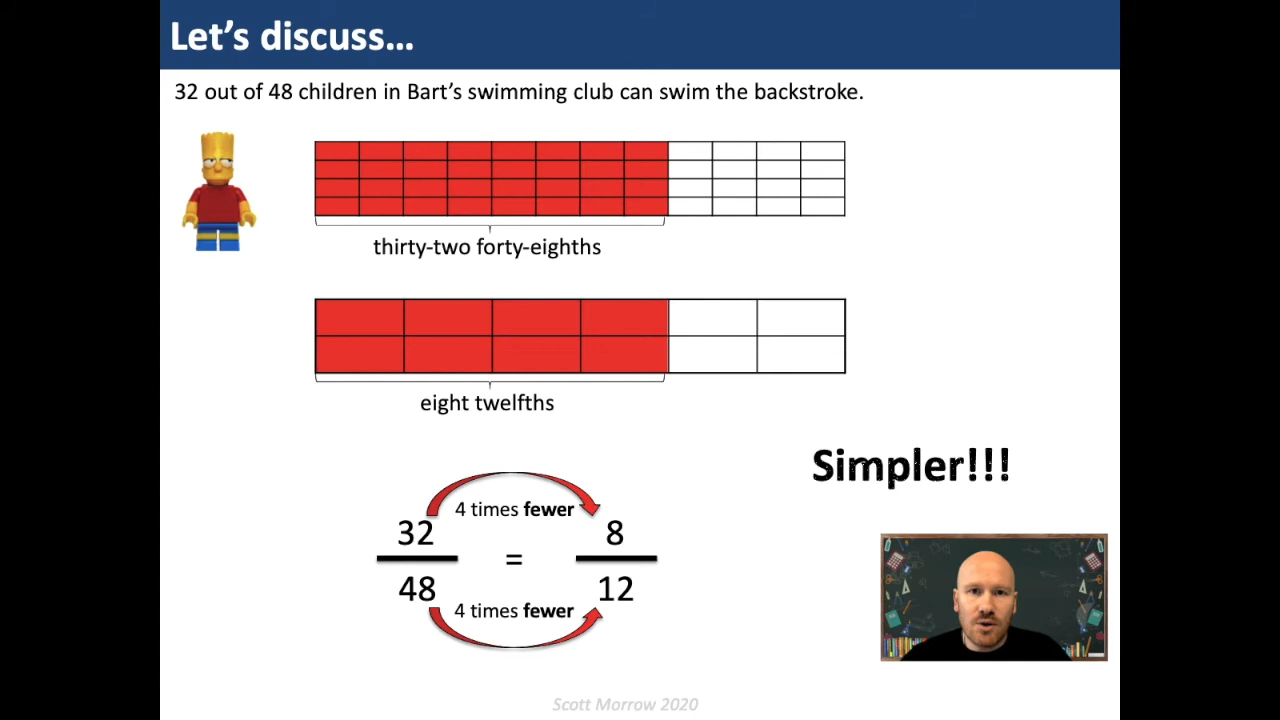 Let's discuss...
32 out of 48 children in Bart's swimming club can swim the backstroke.
thirty-two forty-eighths
eight twelfths
Simpler!!!
4 times fewer
32
8
=
48
12
4 times fewer
Scott Morrow 2020